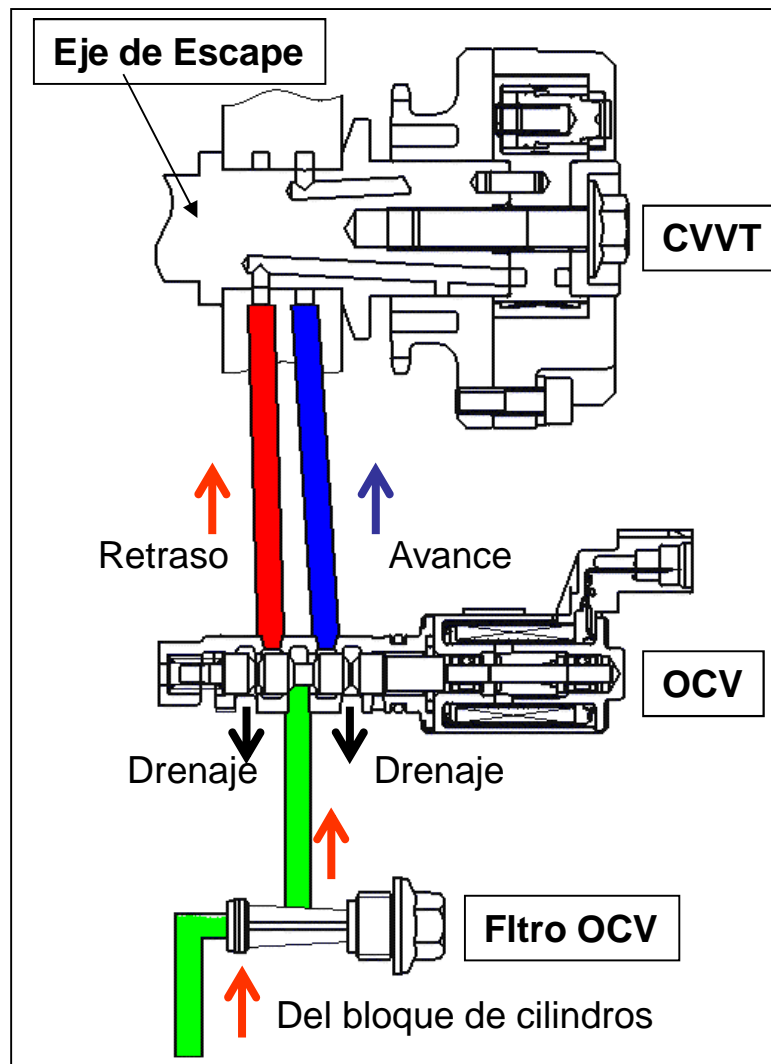 Eje de Escape
CVVT
Retraso
Avance
OCV
Drenaje
Drenaje
Fltro OCV
Del bloque de cilindros